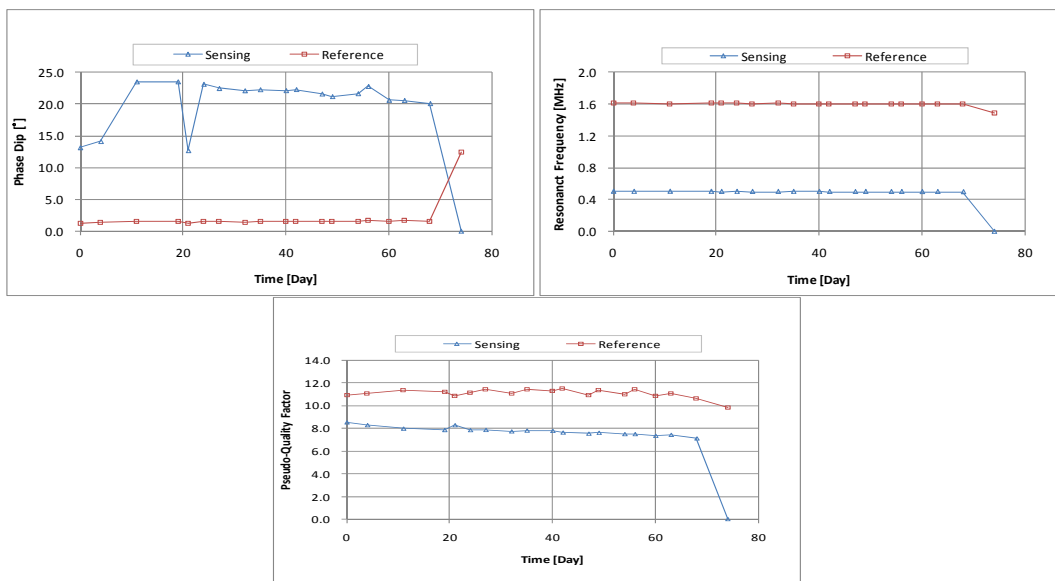 Sensing Reference
25.0
20.0
15.0
10.0
5.0
0.0
0 20 40 60 80
Phase Dip [°]
Time [Day]
Sensing Reference
2.0
1.6
1.2
0.8
0.4
0.0
0 20 40 60 80
Resonanct Frequency [MHz]
Time [Day]
Sensing Reference
14.0
12.0
10.0
8.0
6.0
4.0
2.0
0.0
0 20 40 60 80
Pseudo-Quality Factor
Time [Day]